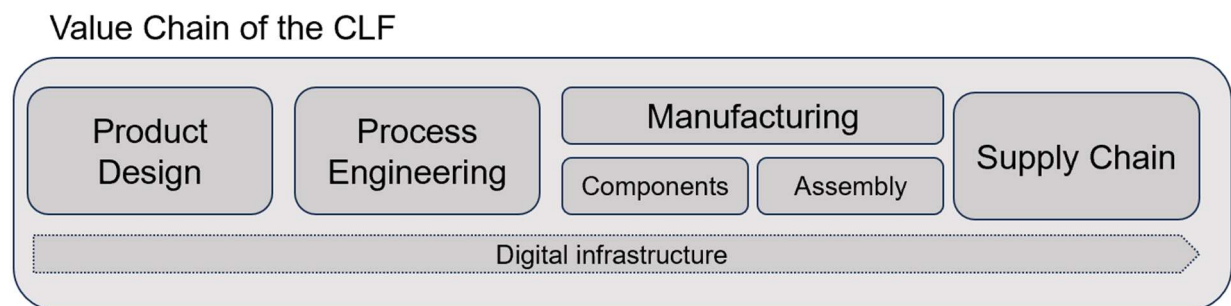 Value Chain of the CLF
Product
Design
Process
Engineering
Manufacturing
Components
Assembly
Supply Chain
Digital infrastructure